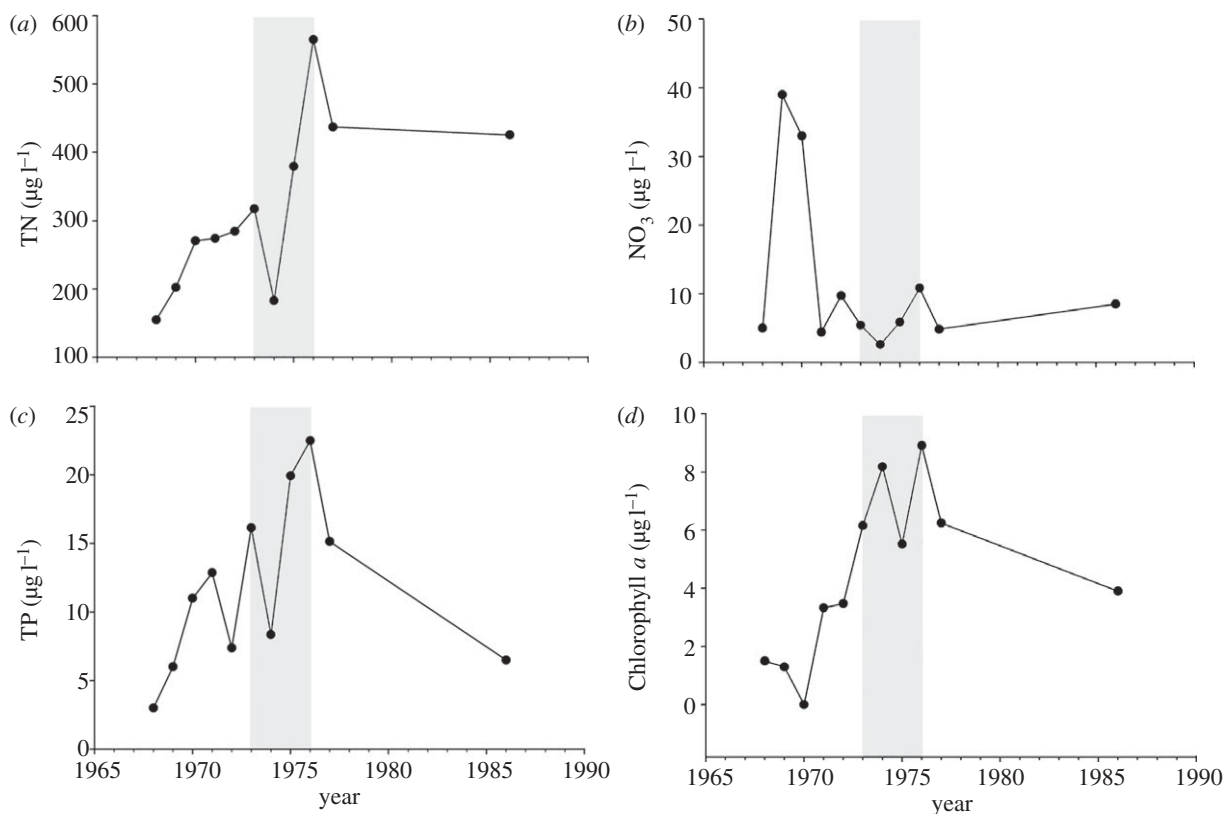 (a)
600
500
400
300
200
100
TN (µg l–1)
(b)
50
40
30
20
10
0
NO3 (µg l–1)
(c)
25
20
15
10
5
0
TP (µg l–1)
1965 1970 1975 1980 1985 1990
year
(d)
10
8
6
4
2
0
Chlorophyll a (µg l–1)
1965 1970 1975 1980 1985 1990
year